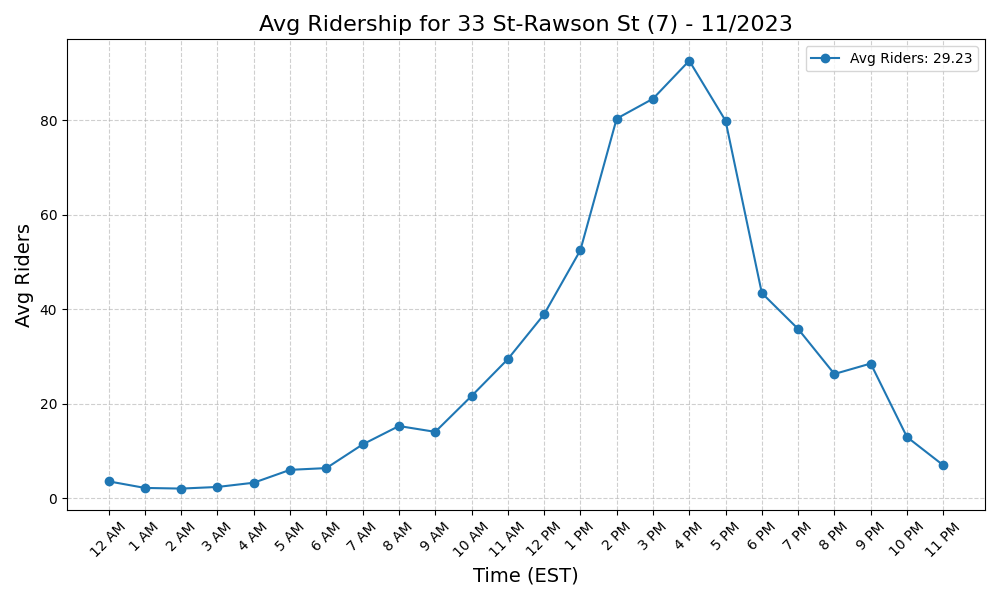 Avg Ridership for 33 St-Rawson St (7) - 11/2023
Avg Riders: 29.23
Avg Riders
80
60
40
20
0
12 AM
1 AM
2 AM
3 AM
4 AM
5 AM
6 AM
7 AM
8 AM
9 AM
10 AM
11 AM
12 PM
1 PM
2 PM
3 PM
4 PM
5 PM
6 PM
7 PM
8 PM
9 PM
10 PM
11 PM
Time (EST)